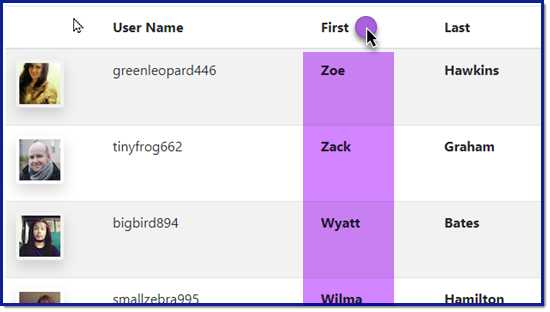 User Name First Last
greenleopard446 Zoe Hawkins
tinyfrog662 Zack Graham
bigbird894 Wyatt Bates
smallzebra995 Wilma Hamilton